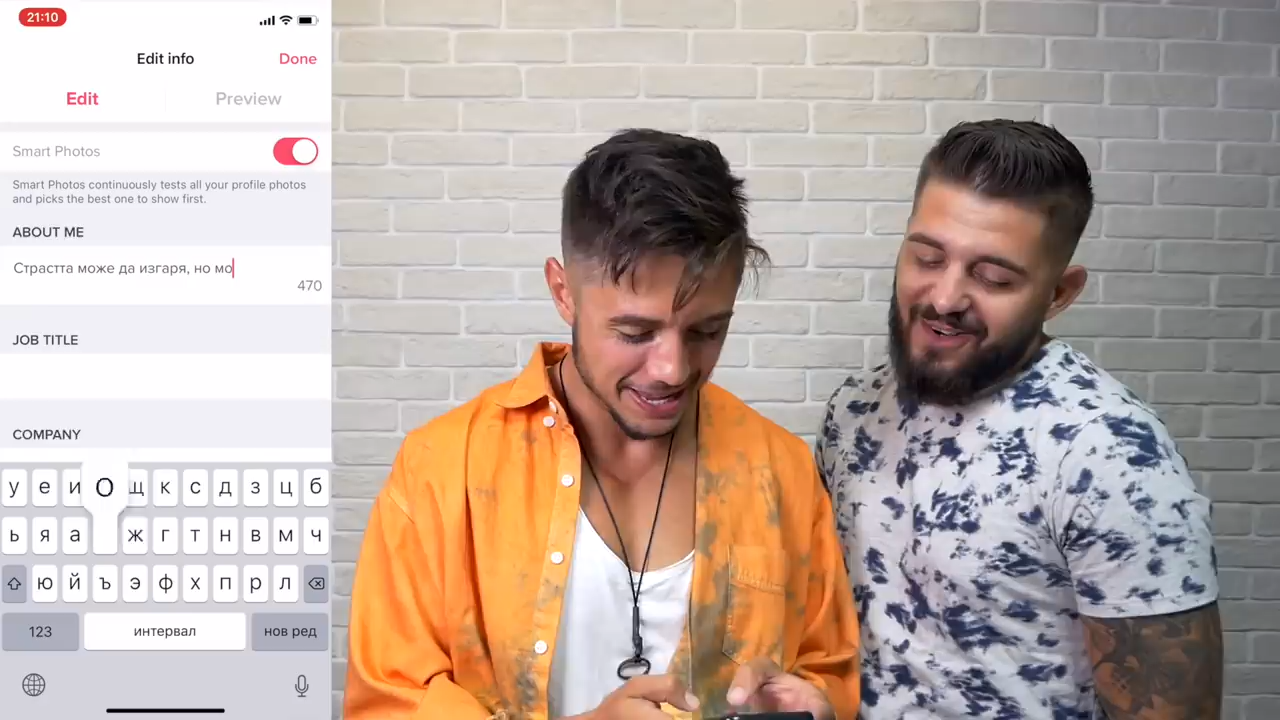 21:10
Edit info
Done
Edit
Preview
Smart Photos
Smart Photos continuously tests all your profile photos
and picks the best one to show first.
ABOUT ME
Страстта може да изгаря, но мо
470
JOB TITLE
COMPANY
у е и О щ к с д з ц б
ь я а ж г т н в м ч
ю й ъ э ф х п р л
123
интервал
нов ред